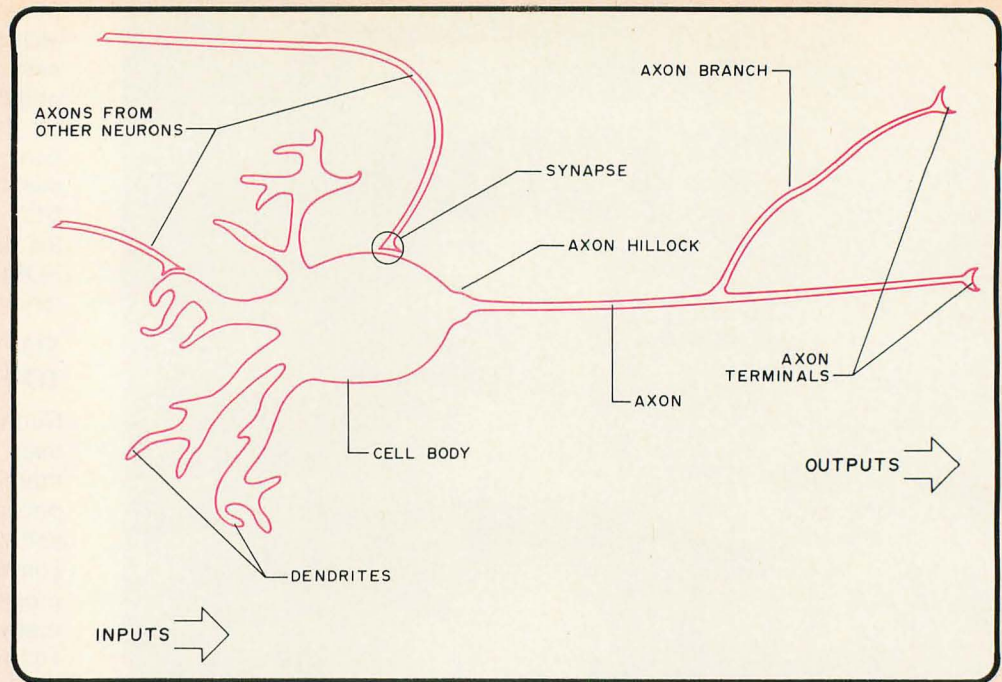 AXON BRANCH
AXONS FROM
OTHER NEURONS
SYNAPSE
AXON HILLOCK
AXON
TERMINALS
AXON
CELL BODY
OUTPUTS
DENDRITES
INPUTS